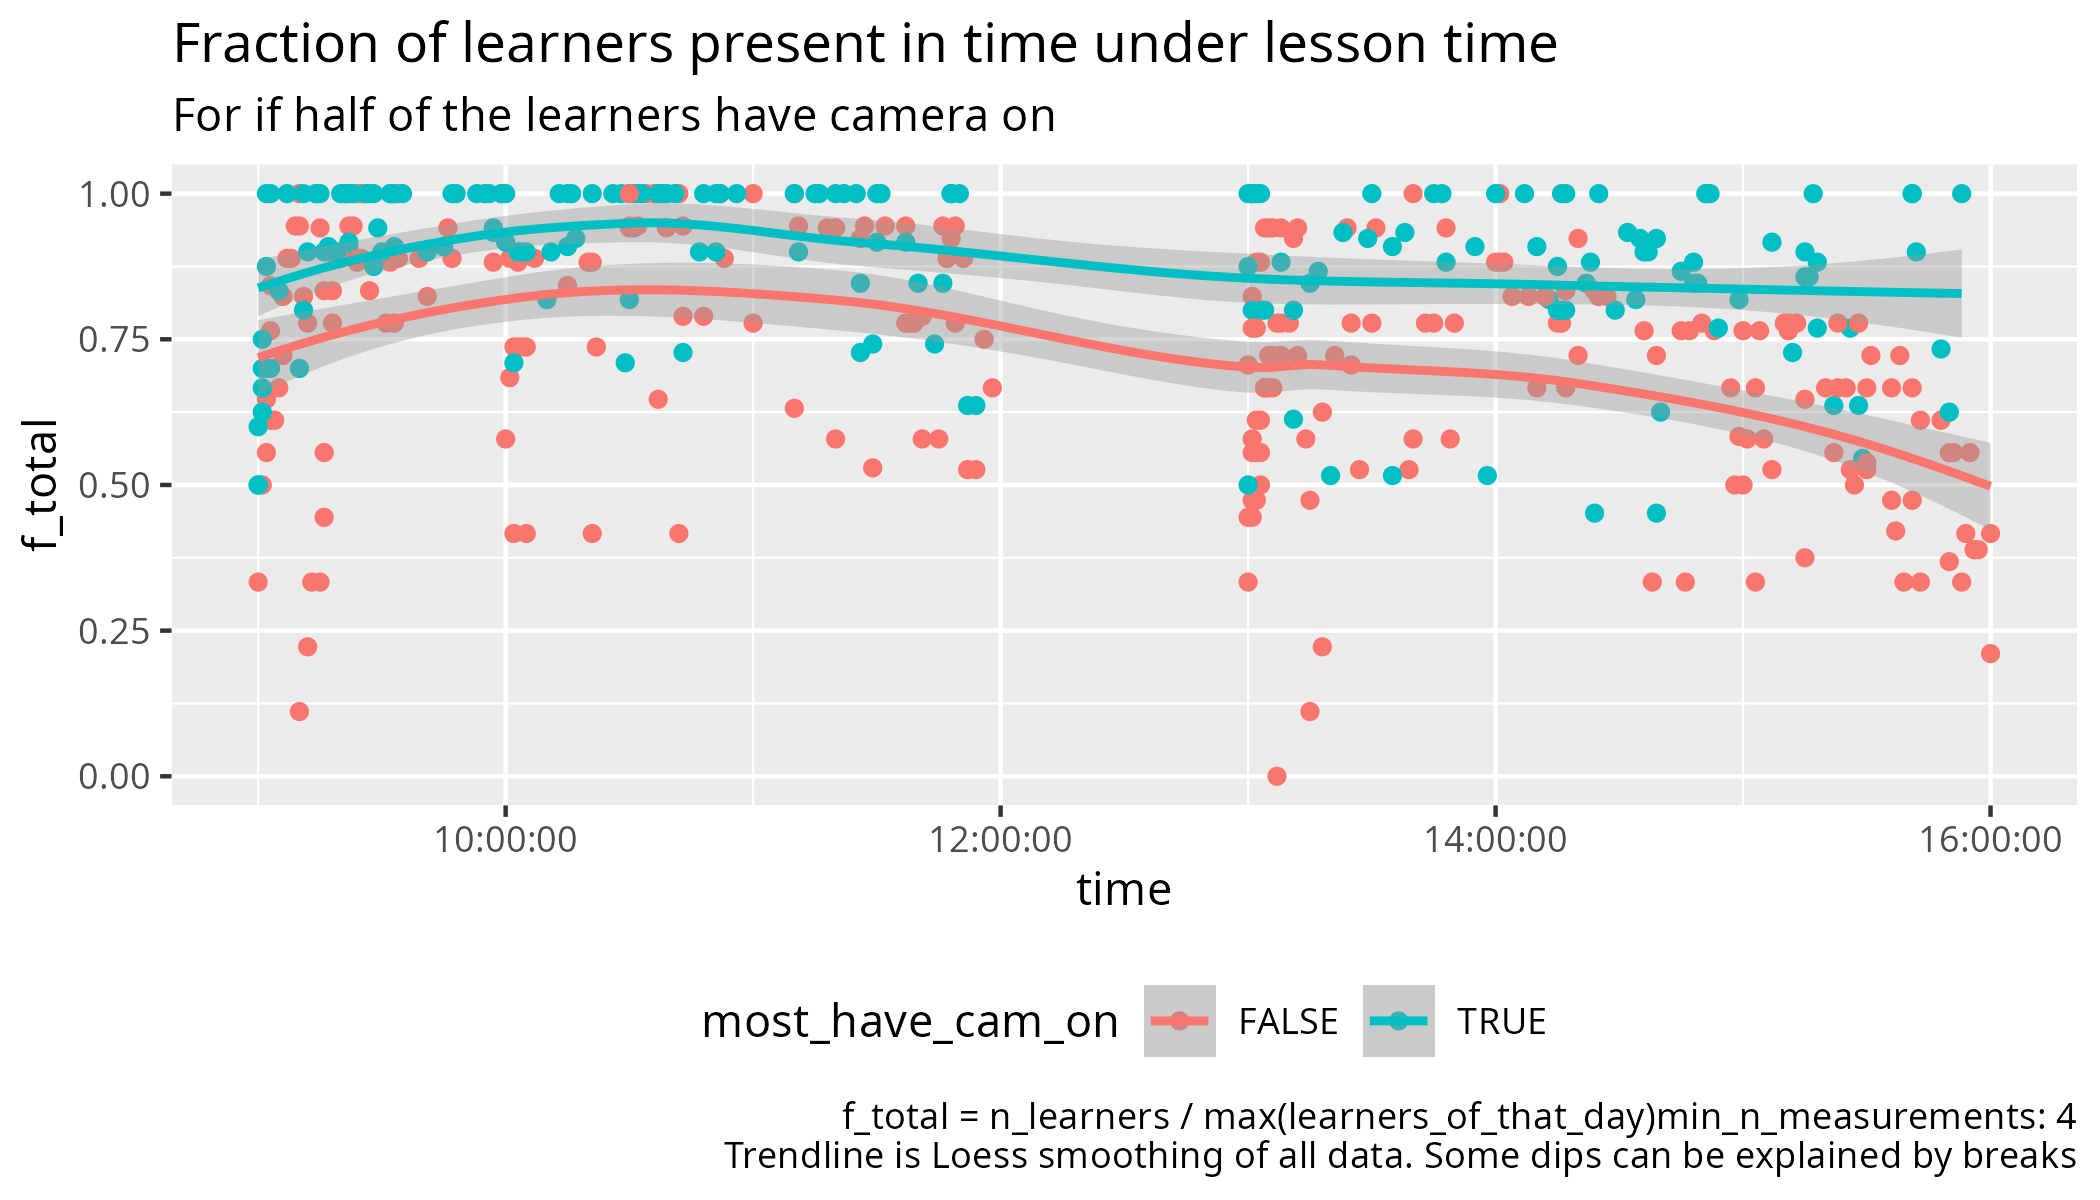 Fraction of learners present in time under lesson time
For if half of the learners have camera on
f_total
1.00
0.75
0.50
0.25
0.00
10:00:00 12:00:00 14:00:00 16:00:00
time
most_have_cam_on FALSE TRUE
f_total = n_learners / max(learners_of_that_day)min_n_measurements: 4
Trendline is Loess smoothing of all data. Some dips can be explained by breaks